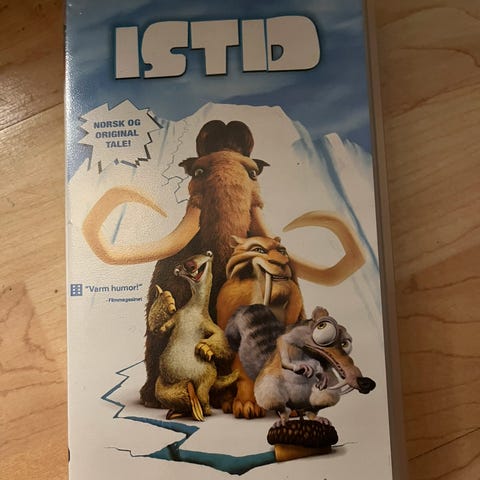 ISTID
NORSK OG
ORIGINAL
TALE!
"Varm humor!"
- Filmmagasinet